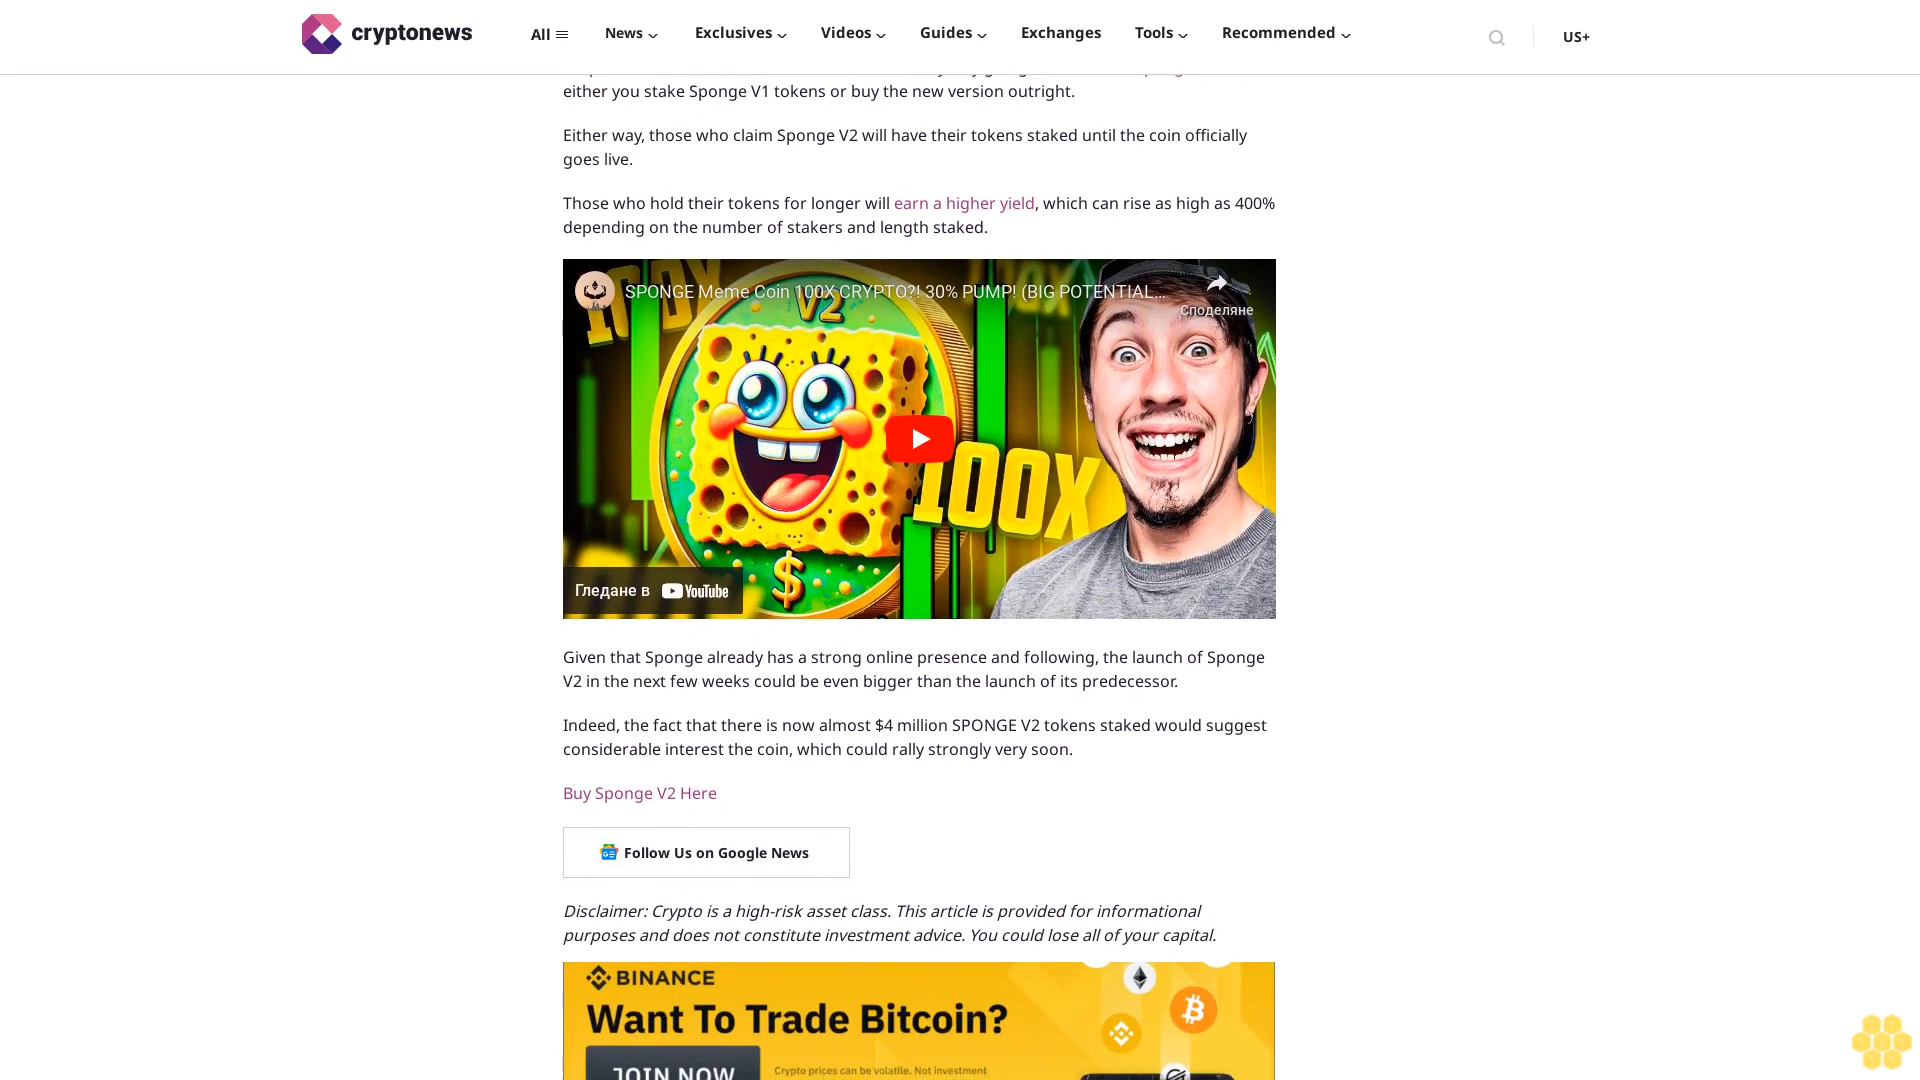 cryptonews
All
News
Exclusives
Videos
Guides
Exchanges
Tools
Recommended
US+
either you stake Sponge V1 tokens or buy the new version outright.
Either way, those who claim Sponge V2 will have their tokens staked until the coin officially
goes live.
Those who hold their tokens for longer will earn a higher yield, which can rise as high as 400%
depending on the number of stakers and length staked.
SPONGE Meme Coin 100X CRYPTO?! 30% PUMP! (BIG POTENTIAL...
Споделяне
100X
V2
100X
$
Гледане в YouTube
Given that Sponge already has a strong online presence and following, the launch of Sponge
V2 in the next few weeks could be even bigger than the launch of its predecessor.
Indeed, the fact that there is now almost $4 million SPONGE V2 tokens staked would suggest
considerable interest the coin, which could rally strongly very soon.
Buy Sponge V2 Here
Follow Us on Google News
Disclaimer: Crypto is a high-risk asset class. This article is provided for informational
purposes and does not constitute investment advice. You could lose all of your capital.
BINANCE
Want To Trade Bitcoin?
JOIN NOW
Crypto prices can be volatile. Not investment